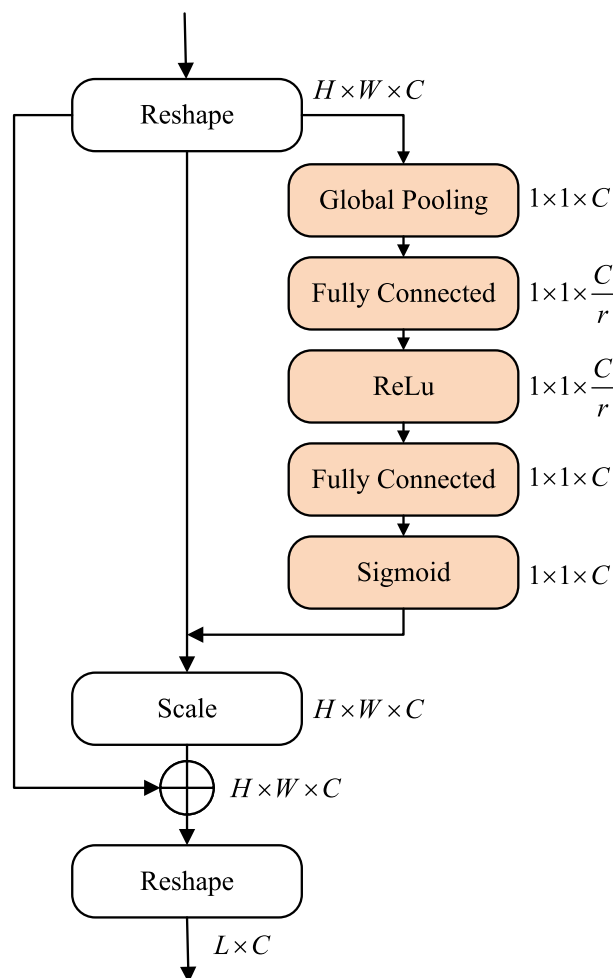 Reshape
H×W×C
Global Pooling
1×1×C
Fully Connected
1×1×C/r
ReLu
1×1×C/r
Fully Connected
1×1×C
Sigmoid
1×1×C
Scale
H×W×C
H×W×C
Reshape
L×C